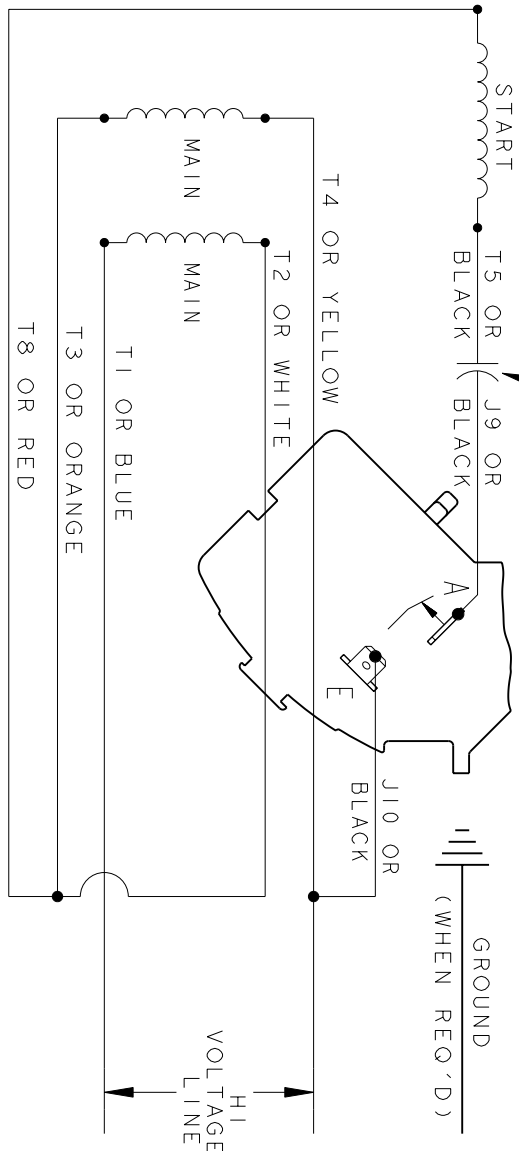 START
T5 OR
BLACK
J9 OR
BLACK
MAIN
MAIN
T4 OR YELLOW
T2 OR WHITE
T1 OR BLUE
T3 OR ORANGE
T8 OR RED
A
E
J10 OR
BLACK
GROUND
(WHEN REQ'D)
HI
VOLTAGE
LINE